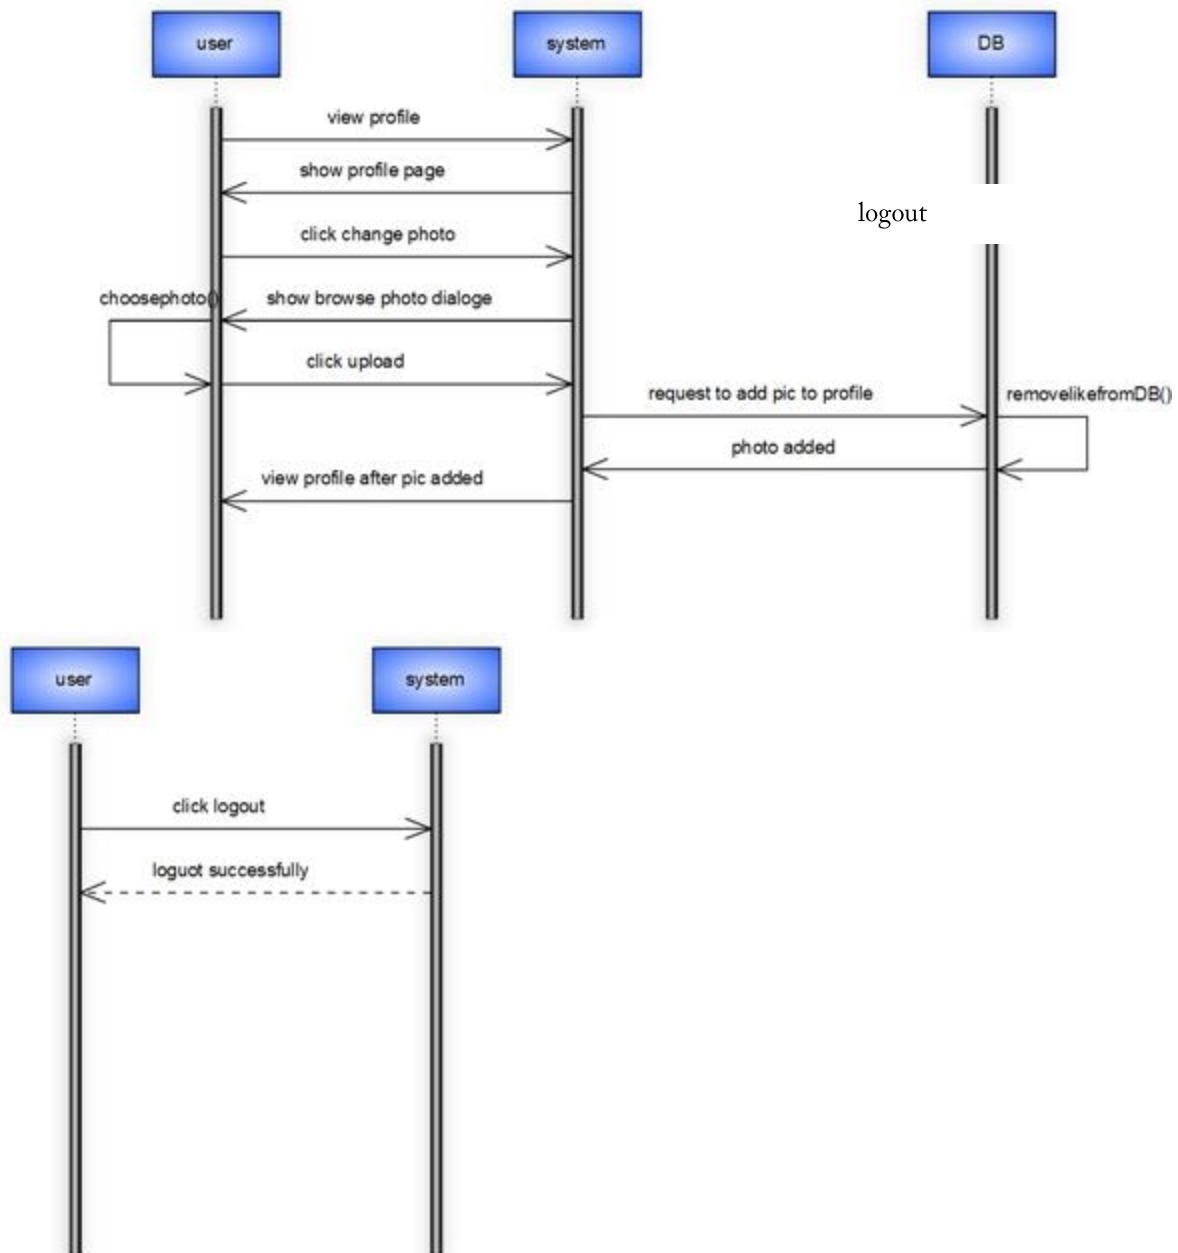 user
system
DB
view profile
show profile page
logout
click change photo
choosephoto()
show browse photo dialoge
click upload
request to add pic to profile
removelikefromDB()
photo added
view profile after pic added
user
system
click logout
loguot successfully